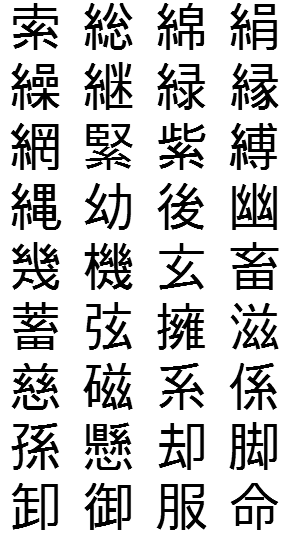 索 総 綿 絹
繰 継 緑 縁
網 緊 紫 縛
縄 幼 後 幽
幾 機 玄 畜
蓄 弦 擁 滋
慈 磁 系 係
孫 懸 却 脚
卸 御 服 命